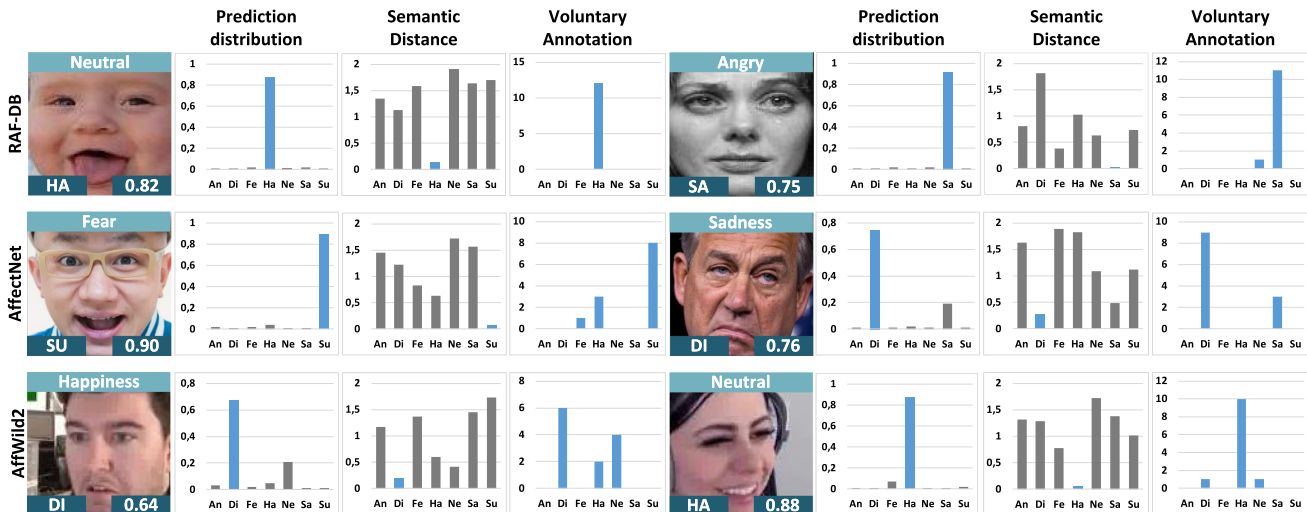 Prediction distribution
Semantic Distance
Voluntary Annotation
Prediction distribution
Semantic Distance
Voluntary Annotation
RAF-DB
Neutral
HA 0.82
1
0,8
0,6
0,4
0,2
0
An Di Fe Ha Ne Sa Su
2
1,5
1
0,5
0
An Di Fe Ha Ne Sa Su
15
10
5
0
An Di Fe Ha Ne Sa Su
Angry
SA 0.75
1
0,8
0,6
0,4
0,2
0
An Di Fe Ha Ne Sa Su
2
1,5
1
0,5
0
An Di Fe Ha Ne Sa Su
12
10
8
6
4
2
0
An Di Fe Ha Ne Sa Su
AffectNet
Fear
SU 0.90
1
0,8
0,6
0,4
0,2
0
An Di Fe Ha Ne Sa Su
2
1,5
1
0,5
0
An Di Fe Ha Ne Sa Su
10
8
6
4
2
0
An Di Fe Ha Ne Sa Su
Sadness
DI 0.76
0,8
0,6
0,4
0,2
0
An Di Fe Ha Ne Sa Su
2
1,5
1
0,5
0
An Di Fe Ha Ne Sa Su
10
8
6
4
2
0
An Di Fe Ha Ne Sa Su
AffWild2
Happiness
DI 0.64
0,8
0,6
0,4
0,2
0
An Di Fe Ha Ne Sa Su
2
1,5
1
0,5
0
An Di Fe Ha Ne Sa Su
8
6
4
2
0
An Di Fe Ha Ne Sa Su
Neutral
HA 0.88
1
0,8
0,6
0,4
0,2
0
An Di Fe Ha Ne Sa Su
2
1,5
1
0,5
0
An Di Fe Ha Ne Sa Su
12
10
8
6
4
2
0
An Di Fe Ha Ne Sa Su